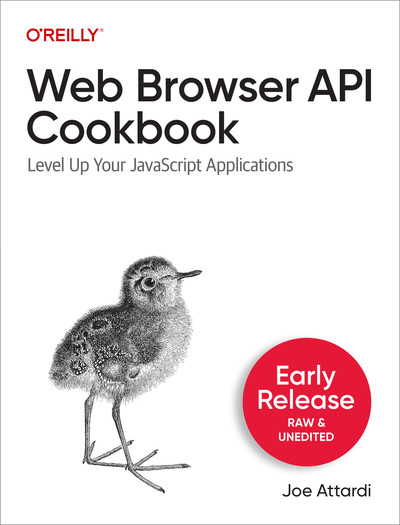 O'REILLY®
Web Browser API
Cookbook
Level Up Your JavaScript Applications
Early
Release
RAW &
UNEDITED
Joe Attardi